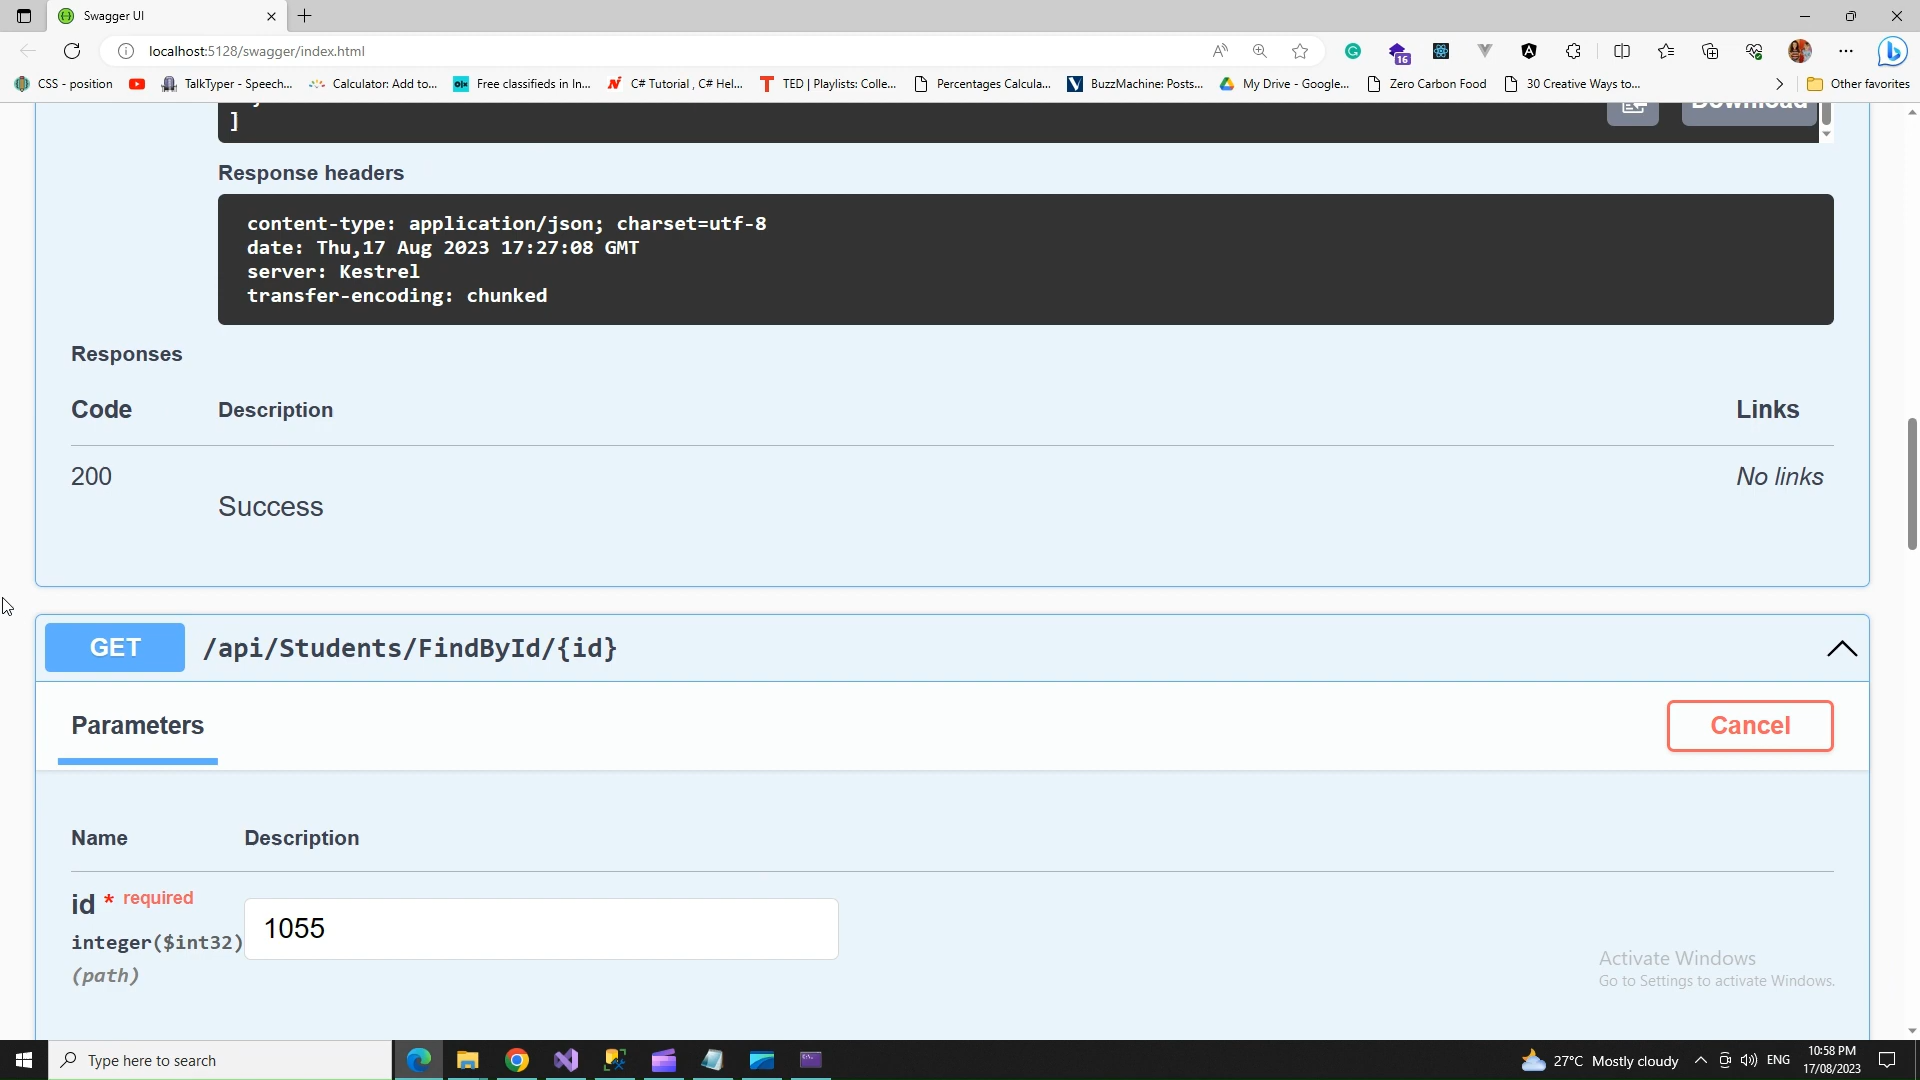 Swagger UI
localhost:5128/swagger/index.html
16
CSS - position
TalkTyper - Speech...
Calculator: Add to...
Free classifieds in In...
C# Tutorial , C# Hel...
TED | Playlists: Colle...
Percentages Calcula...
BuzzMachine: Posts...
My Drive - Google...
Zero Carbon Food
30 Creative Ways to...
Other favorites
]
Download
Response headers
content-type: application/json; charset=utf-8
date: Thu,17 Aug 2023 17:27:08 GMT
server: Kestrel
transfer-encoding: chunked
Responses
Code Description Links
200 No links
Success
GET /api/Students/FindById/{id}
Parameters Cancel
Name Description
id * required
1055
integer($int32)
(path)
Activate Windows
Go to Settings to activate Windows.
Type here to search
27°C Mostly cloudy
ENG
10:58 PM
17/08/2023